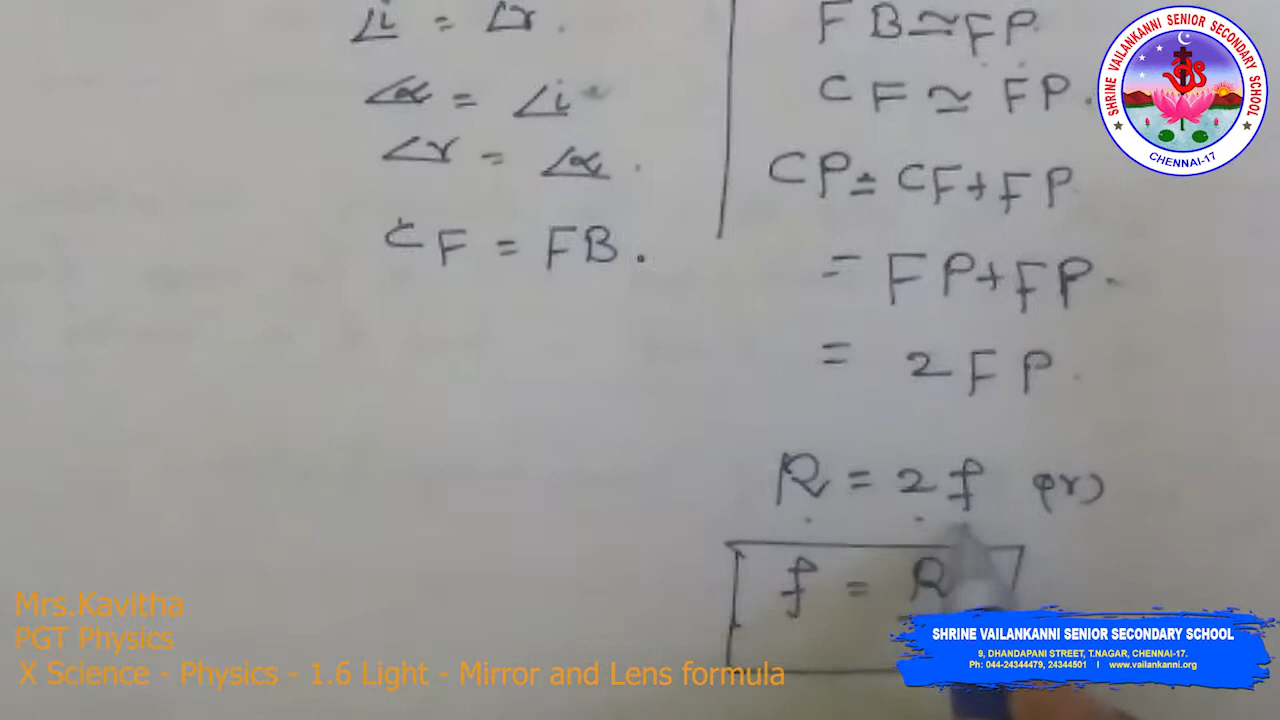 ∠i = ∠r.
∠α = ∠i
∠r = ∠α.
CF = FB.
FB ≃ FP.
CF ≃ FP.
CP = CF + FP
= FP + FP.
= 2FP.
R = 2f (or)
f = R
SHRINE VAILANKANNI SENIOR SECONDARY SCHOOL
CHENNAI-17
Mrs.Kavitha
PGT Physics
X Science - Physics - 1.6 Light - Mirror and Lens formula
SHRINE VAILANKANNI SENIOR SECONDARY SCHOOL
9, DHANDAPANI STREET, T.NAGAR, CHENNAI-17.
Ph: 044-24344479, 24344501 I www.vailankanni.org